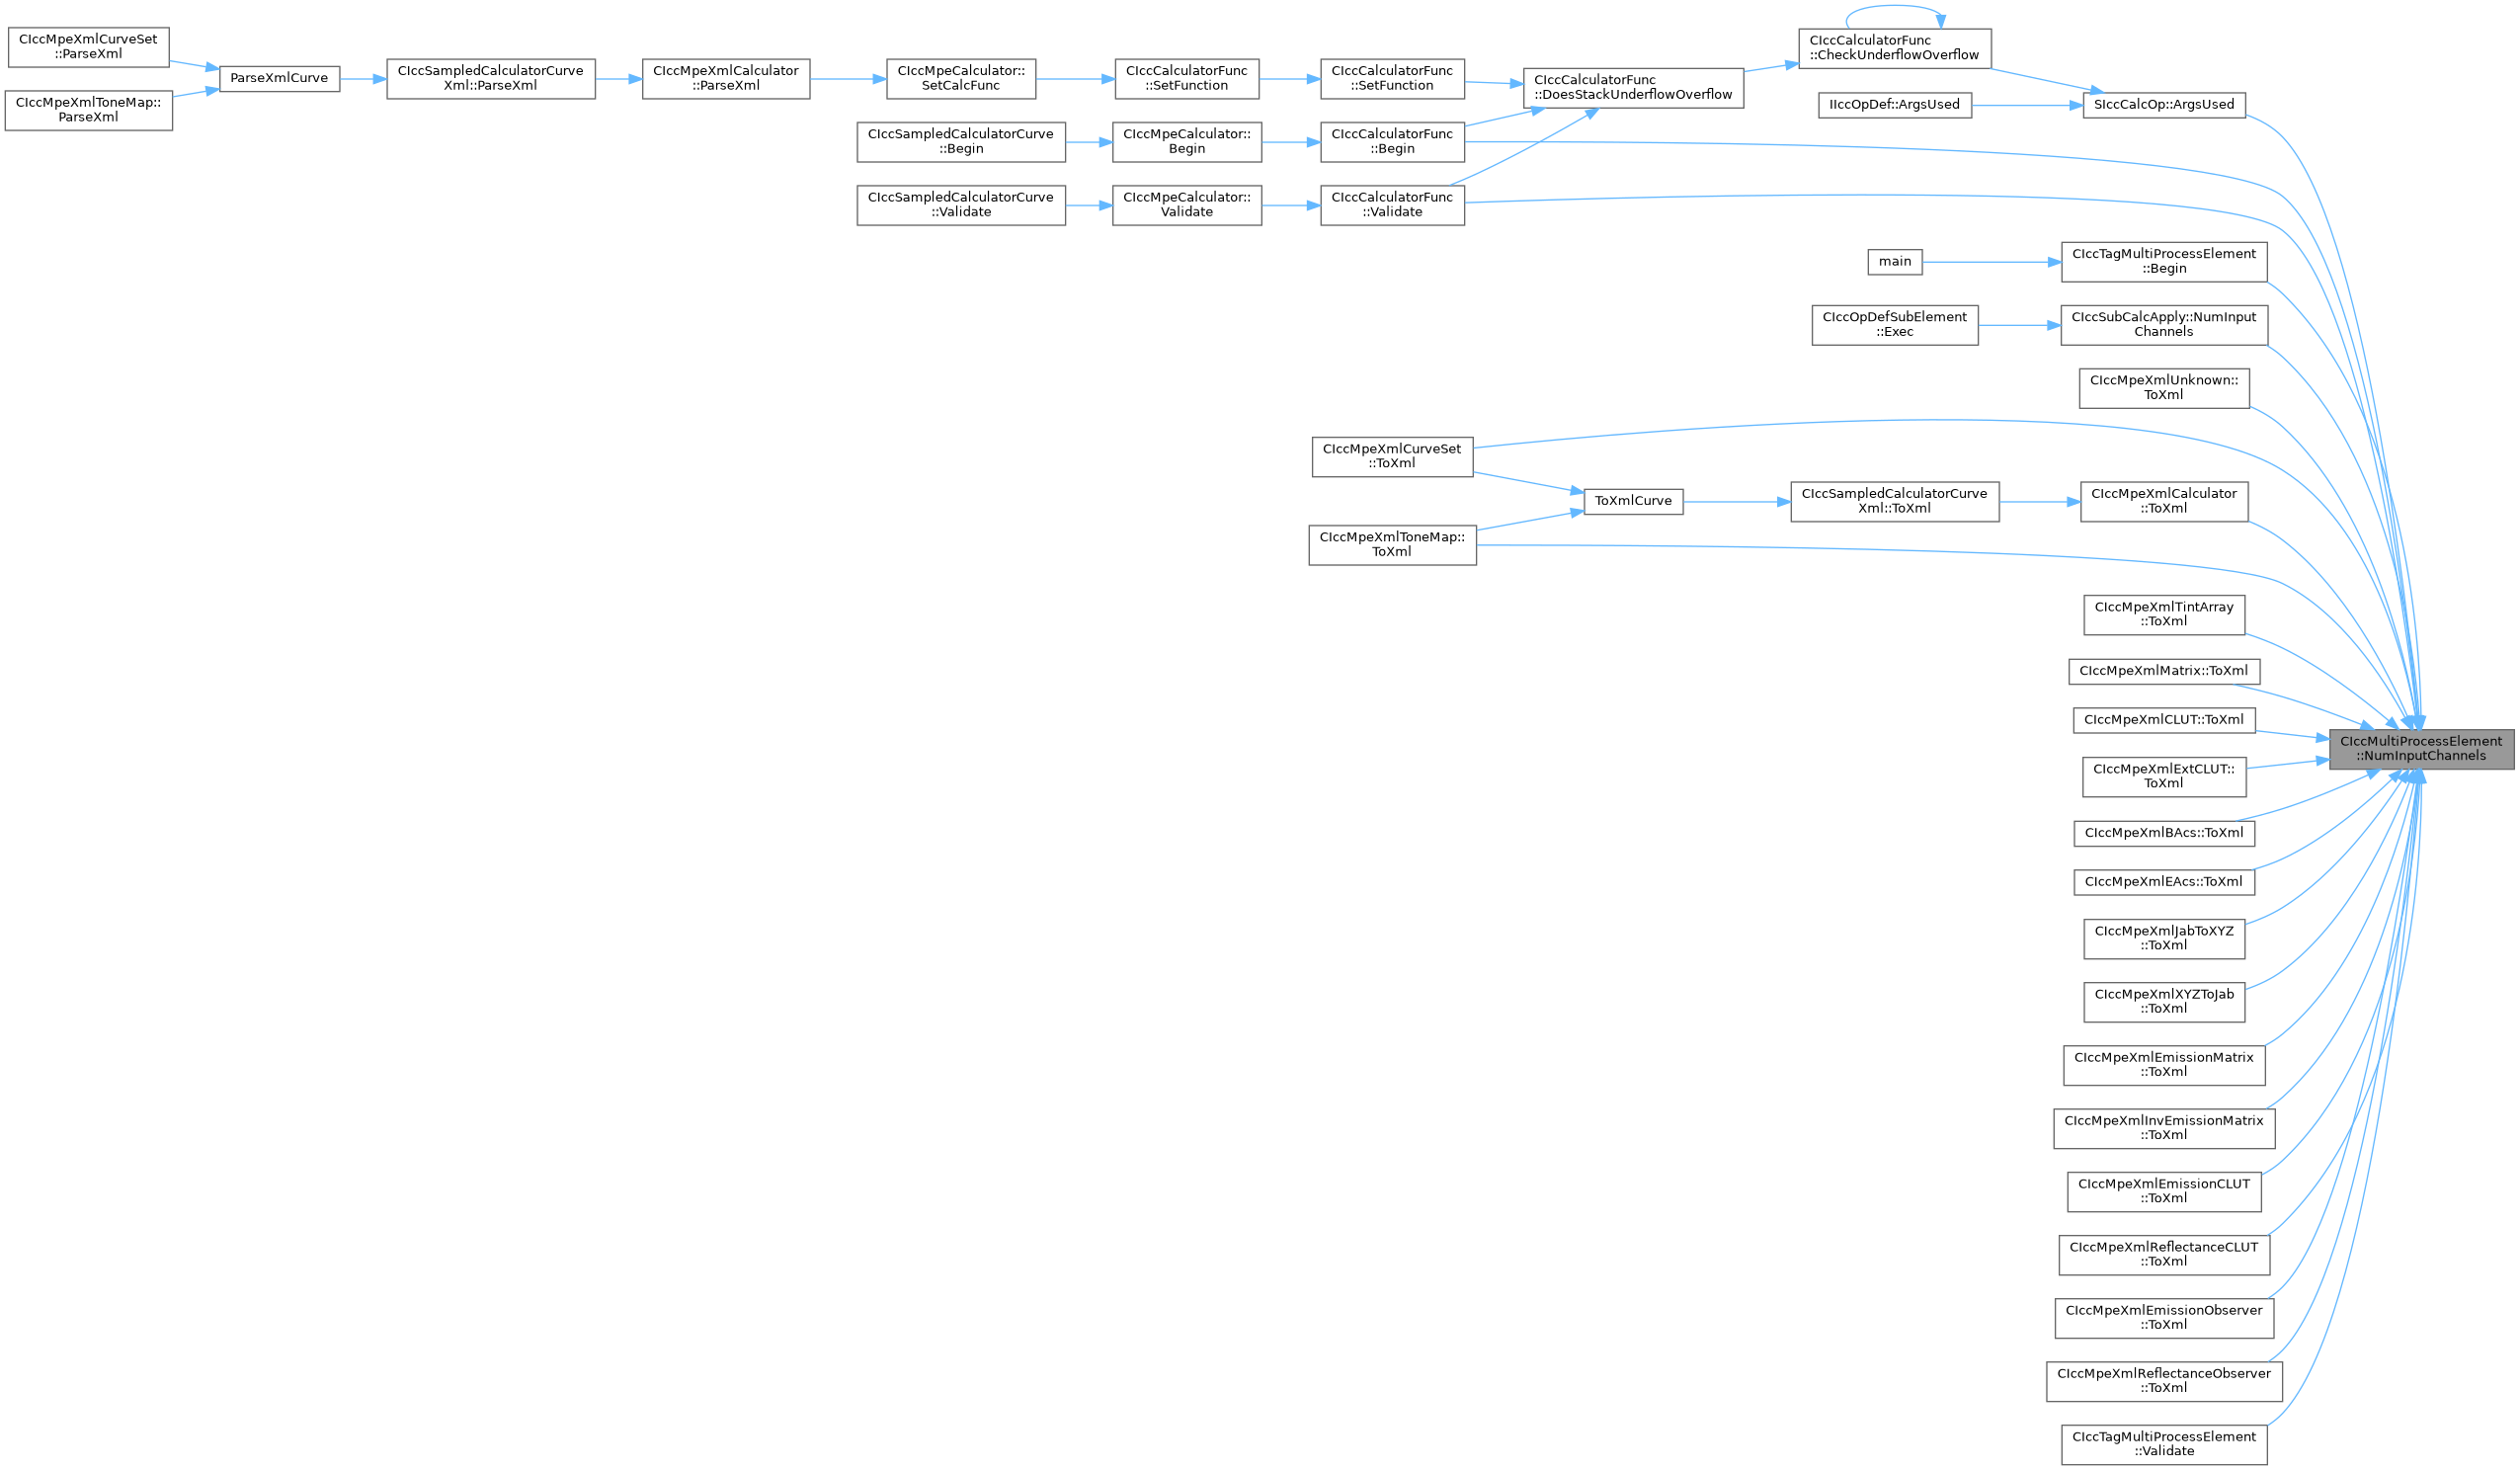 CIccMpeXmlCurveSet
::ParseXml
CIccMpeXmlToneMap::
ParseXml
ParseXmlCurve
CIccSampledCalculatorCurve
Xml::ParseXml
CIccMpeXmlCalculator
::ParseXml
CIccMpeCalculator::
SetCalcFunc
CIccCalculatorFunc
::SetFunction
CIccCalculatorFunc
::SetFunction
CIccCalculatorFunc
::DoesStackUnderflowOverflow
CIccCalculatorFunc
::CheckUnderflowOverflow
IIccOpDef::ArgsUsed
SIccCalcOp::ArgsUsed
CIccSampledCalculatorCurve
::Begin
CIccMpeCalculator::
Begin
CIccCalculatorFunc
::Begin
CIccSampledCalculatorCurve
::Validate
CIccMpeCalculator::
Validate
CIccCalculatorFunc
::Validate
main
CIccTagMultiProcessElement
::Begin
CIccOpDefSubElement
::Exec
CIccSubCalcApply::NumInput
Channels
CIccMpeXmlUnknown::
ToXml
CIccMpeXmlCurveSet
::ToXml
CIccMpeXmlToneMap::
ToXml
ToXmlCurve
CIccSampledCalculatorCurve
Xml::ToXml
CIccMpeXmlCalculator
::ToXml
CIccMpeXmlTintArray
::ToXml
CIccMpeXmlMatrix::ToXml
CIccMpeXmlCLUT::ToXml
CIccMultiProcessElement
::NumInputChannels
CIccMpeXmlExtCLUT::
ToXml
CIccMpeXmlBAcs::ToXml
CIccMpeXmlEAcs::ToXml
CIccMpeXmlJabToXYZ
::ToXml
CIccMpeXmlXYZToJab
::ToXml
CIccMpeXmlEmissionMatrix
::ToXml
CIccMpeXmlInvEmissionMatrix
::ToXml
CIccMpeXmlEmissionCLUT
::ToXml
CIccMpeXmlReflectanceCLUT
::ToXml
CIccMpeXmlEmissionObserver
::ToXml
CIccMpeXmlReflectanceObserver
::ToXml
CIccTagMultiProcessElement
::Validate